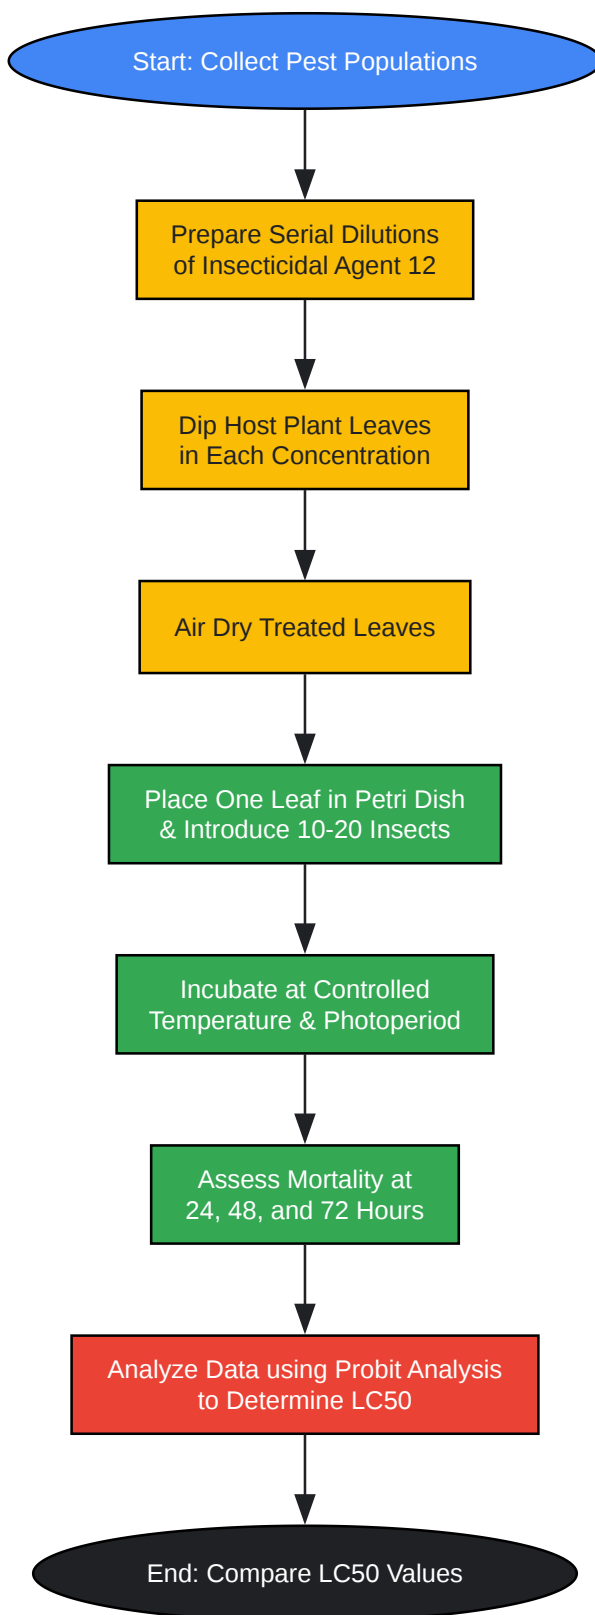 Start: Collect Pest Populations
Prepare Serial Dilutions
of Insecticidal Agent 12
Dip Host Plant Leaves
in Each Concentration
Air Dry Treated Leaves
Place One Leaf in Petri Dish
& Introduce 10-20 Insects
Incubate at Controlled
Temperature & Photoperiod
Assess Mortality at
24, 48, and 72 Hours
Analyze Data using Probit Analysis
to Determine LC50
End: Compare LC50 Values